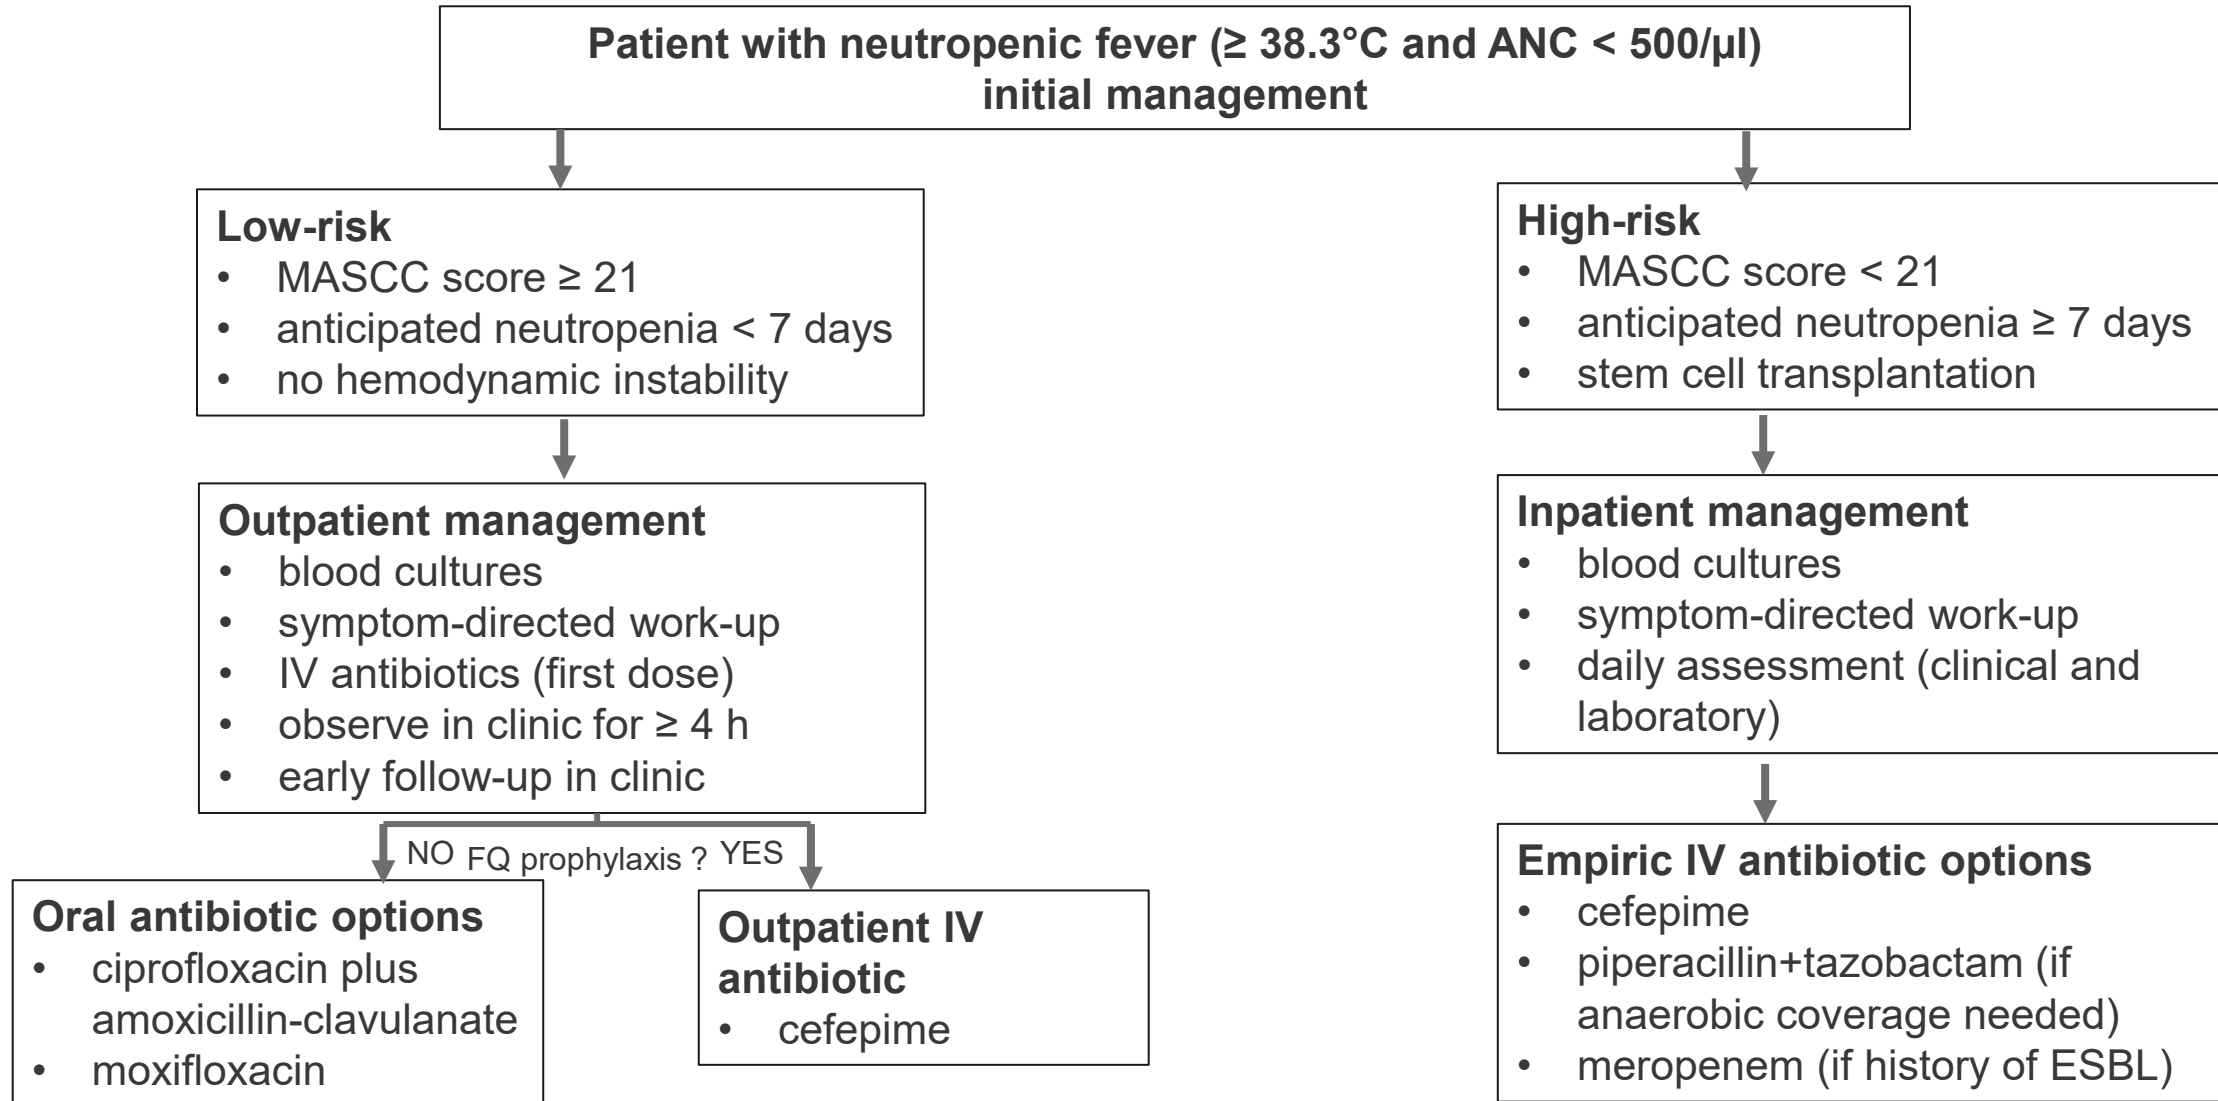 Patient with neutropenic fever (≥ 38.3°C and ANC < 500/µl)
initial management
Low-risk
• MASCC score ≥ 21
• anticipated neutropenia < 7 days
• no hemodynamic instability
High-risk
• MASCC score < 21
• anticipated neutropenia ≥ 7 days
• stem cell transplantation
Outpatient management
• blood cultures
• symptom-directed work-up
• IV antibiotics (first dose)
• observe in clinic for ≥ 4 h
• early follow-up in clinic
Inpatient management
• blood cultures
• symptom-directed work-up
• daily assessment (clinical and
laboratory)
NO FQ prophylaxis ? YES
Oral antibiotic options
• ciprofloxacin plus
amoxicillin-clavulanate
• moxifloxacin
Outpatient IV
antibiotic
• cefepime
Empiric IV antibiotic options
• cefepime
• piperacillin+tazobactam (if
anaerobic coverage needed)
• meropenem (if history of ESBL)